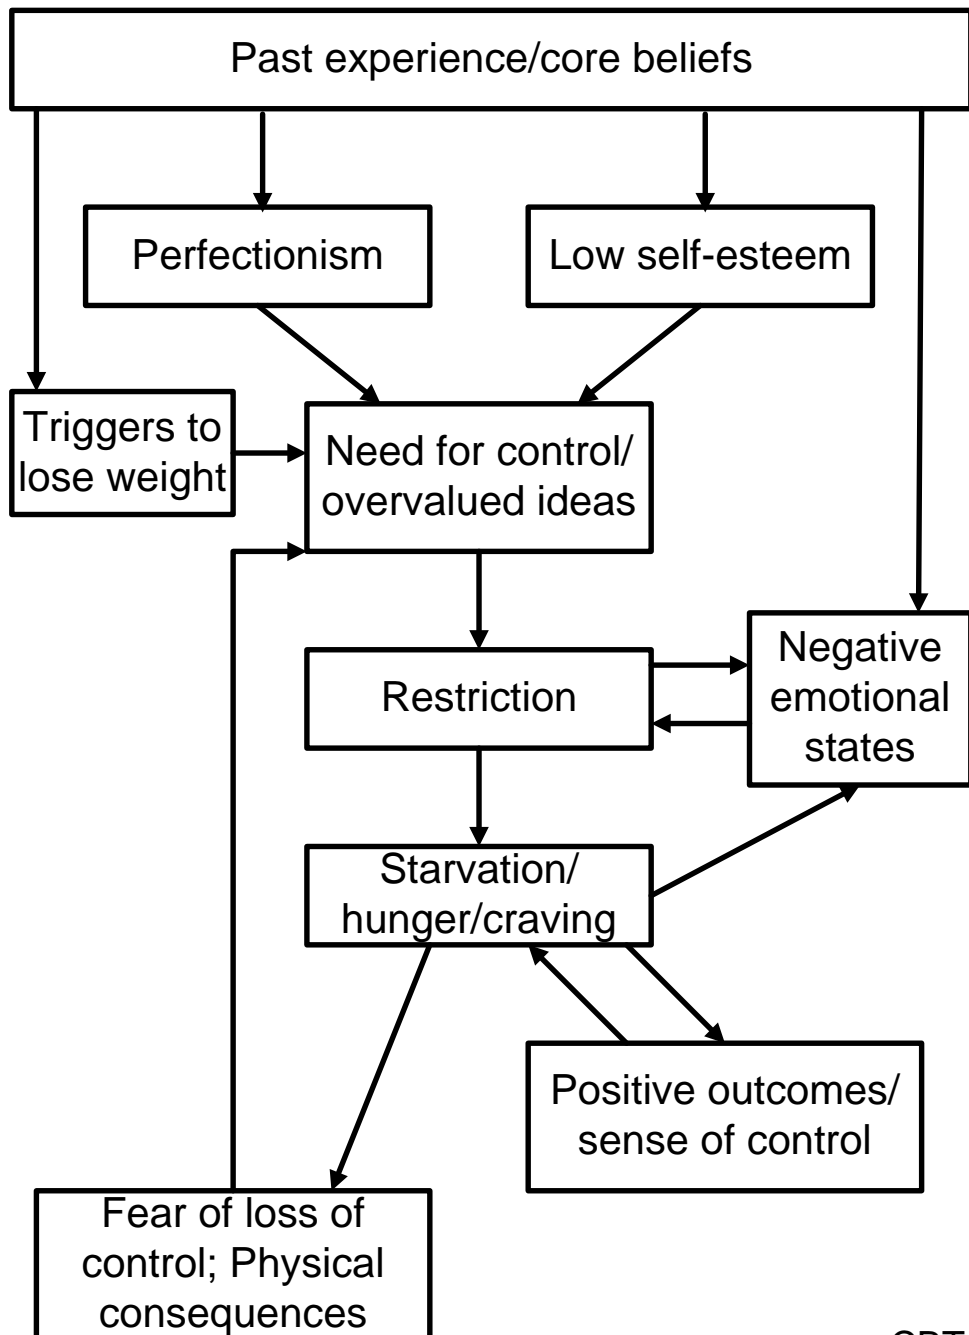 Past experience/core beliefs
Perfectionism
Low self-esteem
Triggers to
lose weight
Need for control/
overvalued ideas
Restriction
Negative
emotional
states
Starvation/
hunger/craving
Positive outcomes/
sense of control
Fear of loss of
control; Physical
consequences